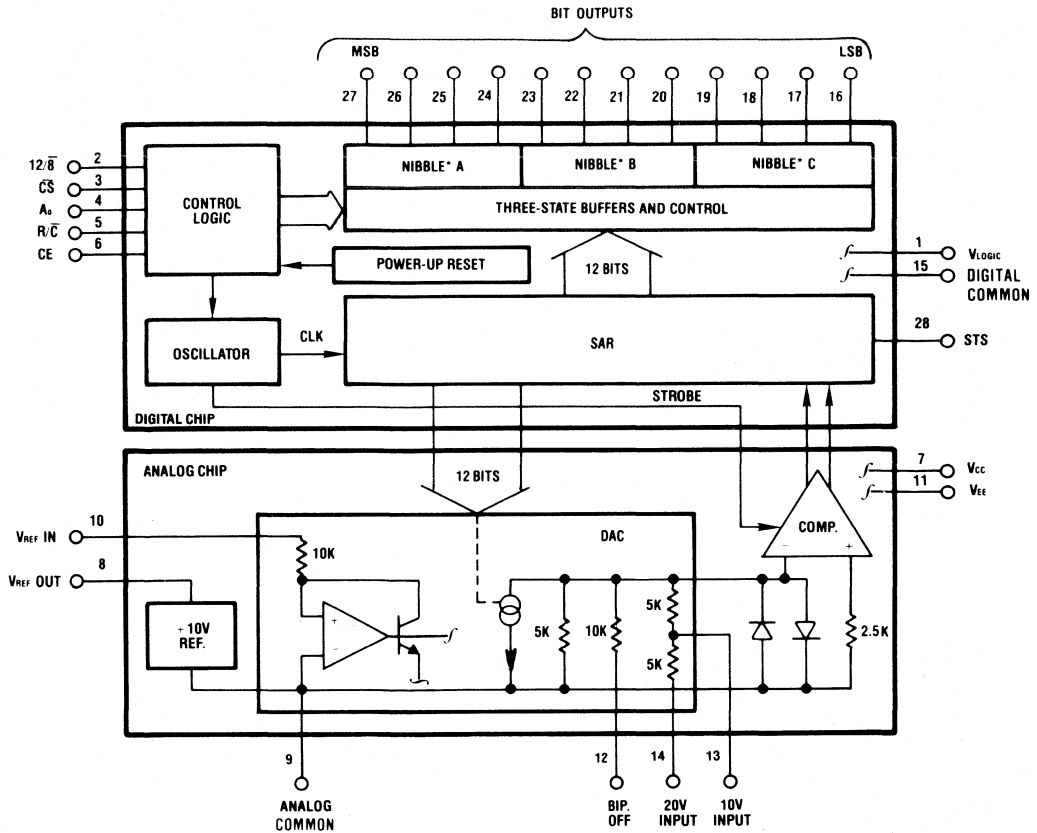 BIT OUTPUTS
MSB
LSB
27
26
25
24
23
22
21
20
19
18
17
16
NIBBLE* A
NIBBLE* B
NIBBLE* C
THREE-STATE BUFFERS AND CONTROL
12/8̅
2
C̅S̅
3
A₀
4
R/C̅
5
CE
6
CONTROL
LOGIC
POWER-UP RESET
12 BITS
1
VLOGIC
15
DIGITAL
COMMON
OSCILLATOR
CLK
SAR
28
STS
STROBE
DIGITAL CHIP
ANALOG CHIP
12 BITS
7
VCC
11
VEE
COMP.
-
+
10
VREF IN
8
VREF OUT
DAC
10K
+10V
REF.
+
-
5K
10K
5K
5K
2.5K
9
12
14
13
ANALOG
COMMON
BIP.
OFF
20V
INPUT
10V
INPUT